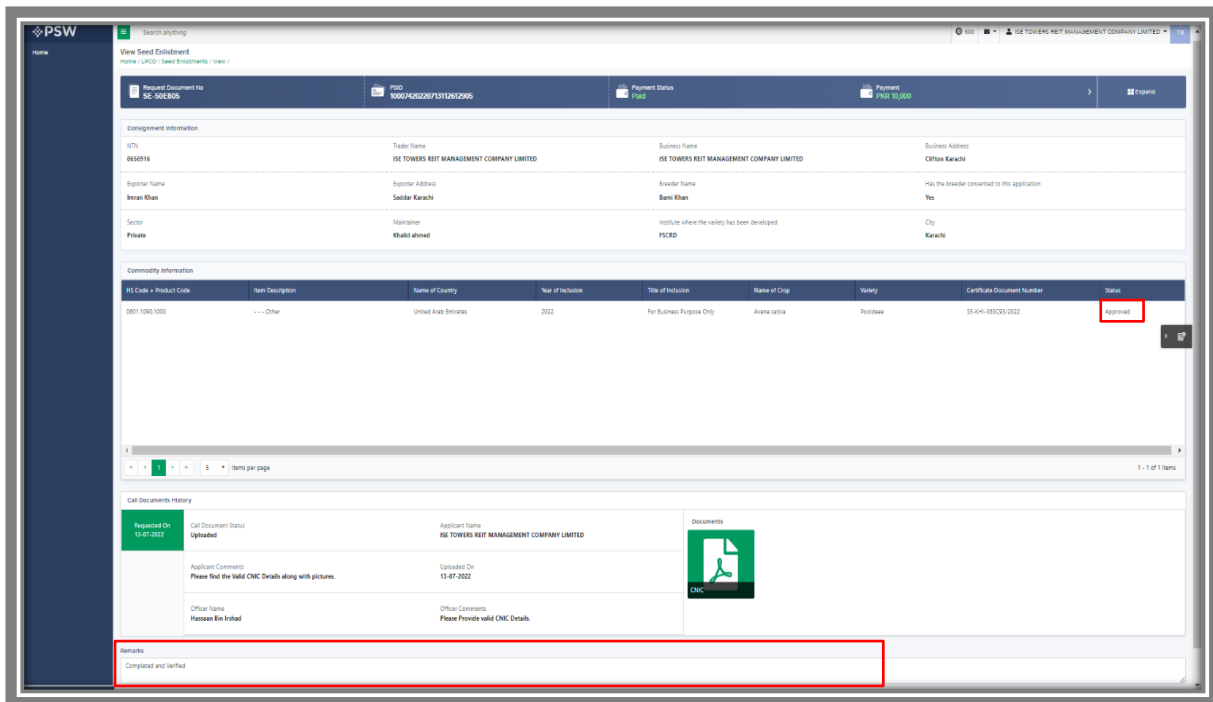 PSW
Search anything
500
ISE TOWERS REIT MANAGEMENT COMPANY LIMITED
TR
Home
View Seed Enlistment
Home / LPCO / Seed Enlistments / View /
Request Document No
SE-50EB05
PSID
10007420220713112612905
Payment Status
Paid
Payment
PKR 10,000
Expand
Consignment Information
NTN
Trader Name
Business Name
Business Address
0656916
ISE TOWERS REIT MANAGEMENT COMPANY LIMITED
ISE TOWERS REIT MANAGEMENT COMPANY LIMITED
Clifton Karachi
Exporter Name
Exporter Address
Breeder Name
Has the breeder consented to this application
Imran Khan
Saddar Karachi
Bami Khan
Yes
Sector
Maintainer
Institute where the variety has been developed
City
Private
Khalid ahmed
FSCRD
Karachi
Commodity Information
HS Code + Product Code
Item Description
Name of Country
Year of Inclusion
Title of Inclusion
Name of Crop
Variety
Certificate Document Number
Status
0601.1090.1000
- - - Other
United Arab Emirates
2022
For Business Purpose Only
Avena sativa
Pooideae
Approved
1
5
items per page
1 - 1 of 1 items
Call Documents History
Requested On
13-07-2022
Call Document Status
Uploaded
Applicant Name
ISE TOWERS REIT MANAGEMENT COMPANY LIMITED
Documents
CNIC
Applicant Comments
Please find the Valid CNIC Details along with pictures.
Uploaded On
13-07-2022
Officer Name
Hassaan Bin Irshad
Officer Comments
Please Provide valid CNIC Details.
Remarks
Completed and Verified